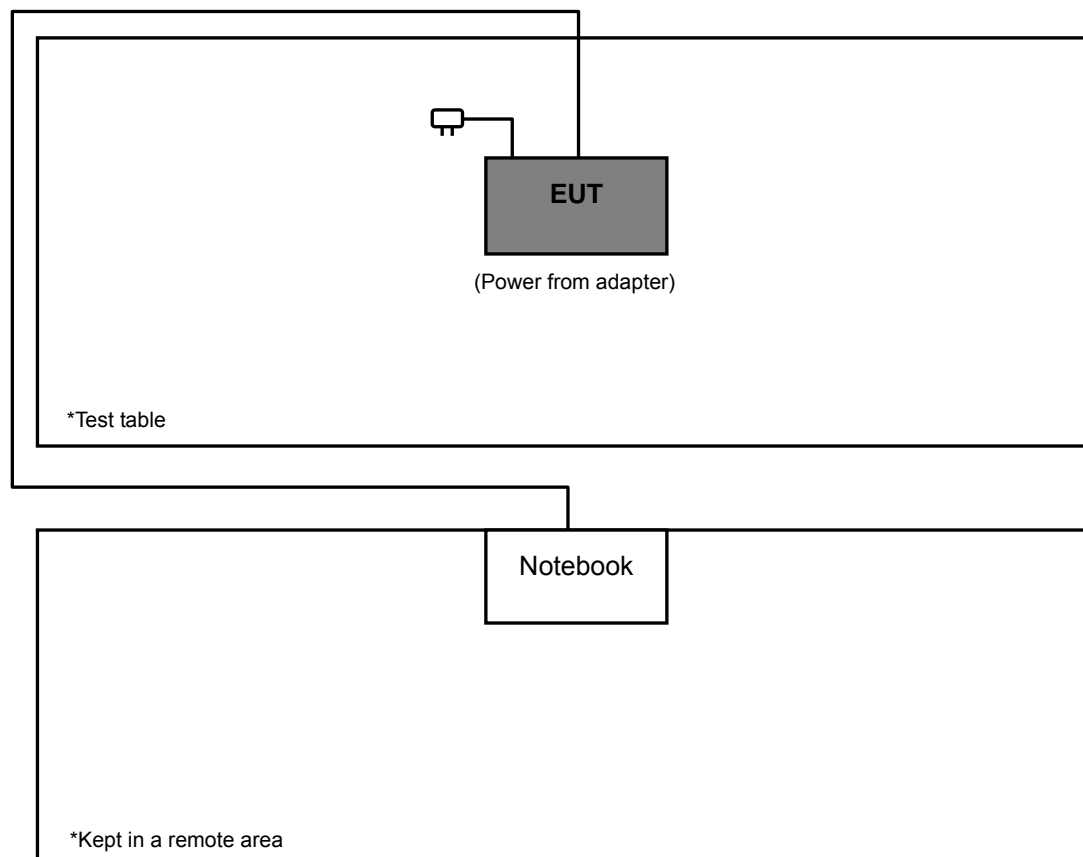 EUT
(Power from adapter)
*Test table
Notebook
*Kept in a remote area